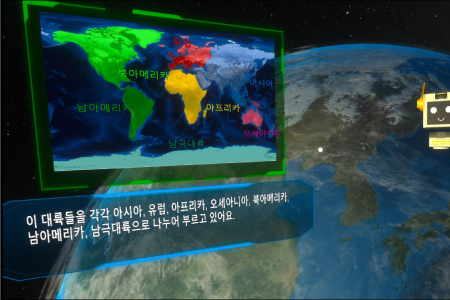 북아메리카
아시아
남아메리카
아프리카
오세아니아
남극대륙
이 대륙들을 각각 아시아, 유럽, 아프리카, 오세아니아, 북아메리카,
남아메리카, 남극대륙으로 나누어 부르고 있어요.